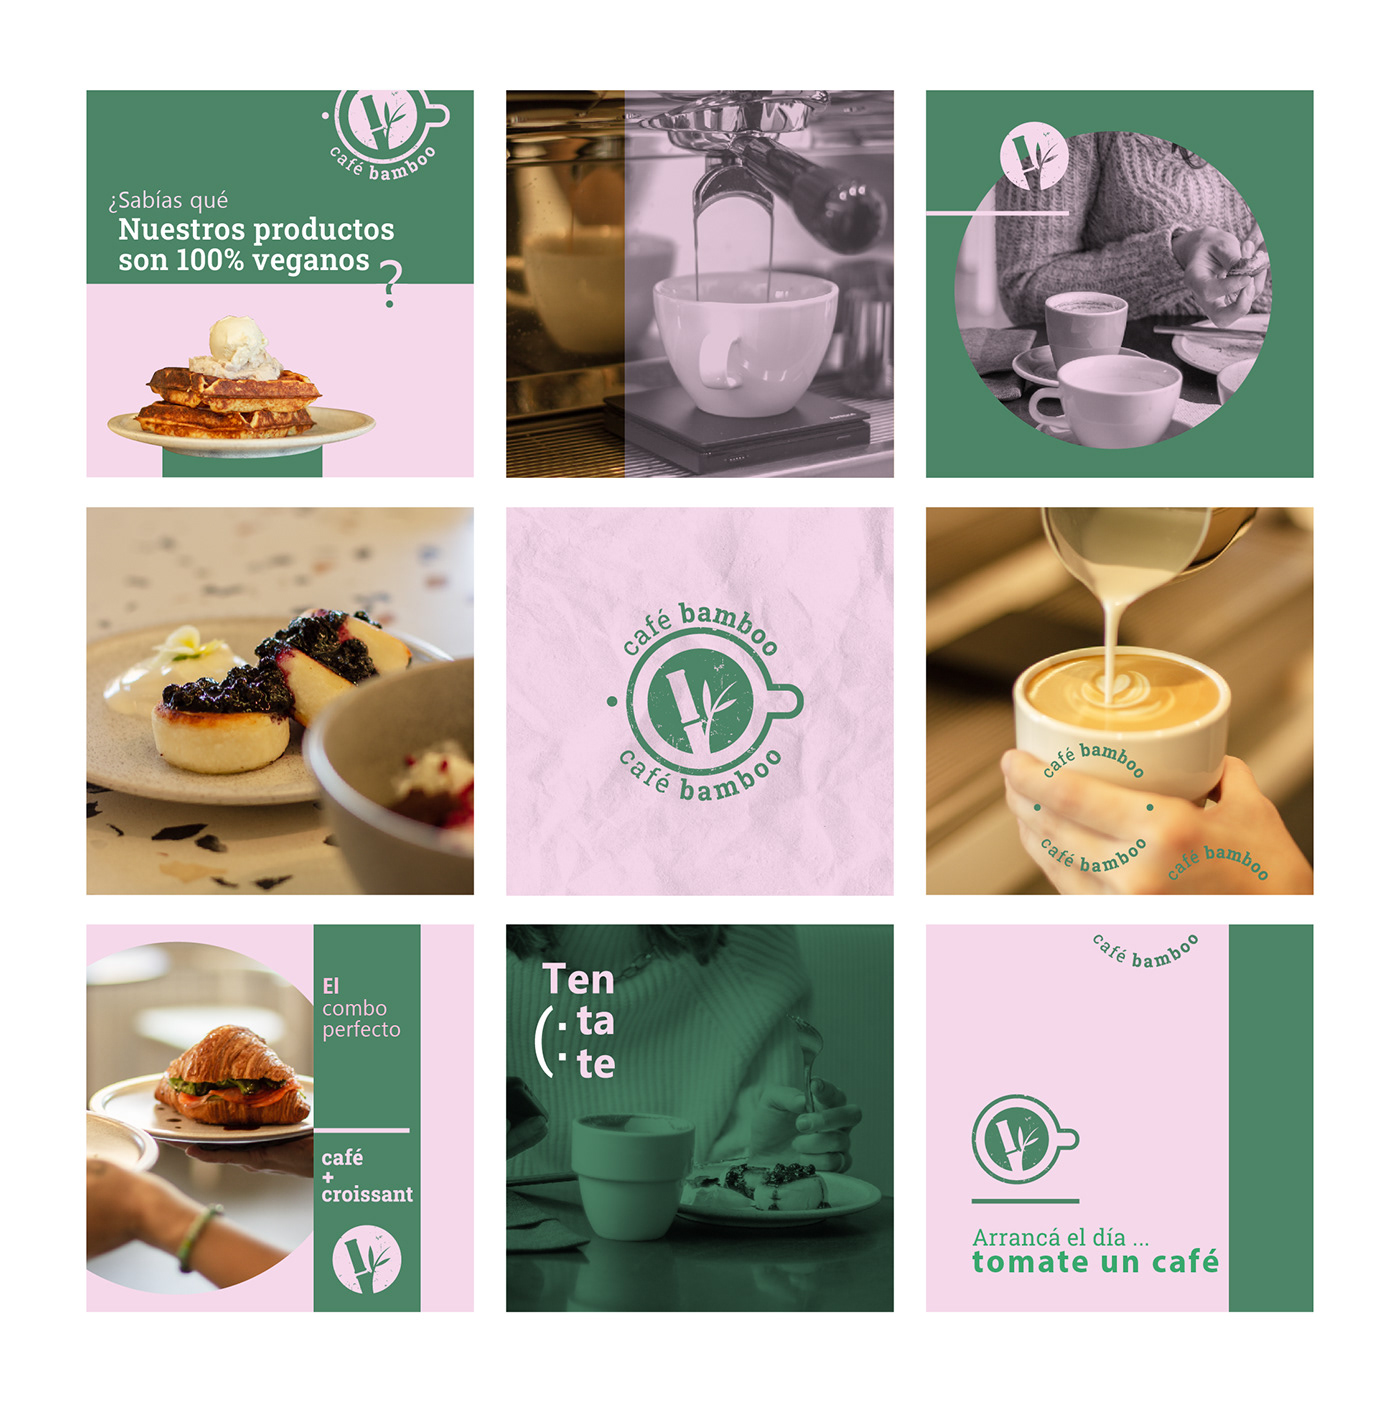 café bamboo
¿Sabías qué
Nuestros productos
son 100% veganos
?
café bamboo
café bamboo
café bamboo
café bamboo
café bamboo
El
combo
perfecto
café
+
croissant
Ten
(: ta
: te
café bamboo
Arrancá el día ...
tomate un café